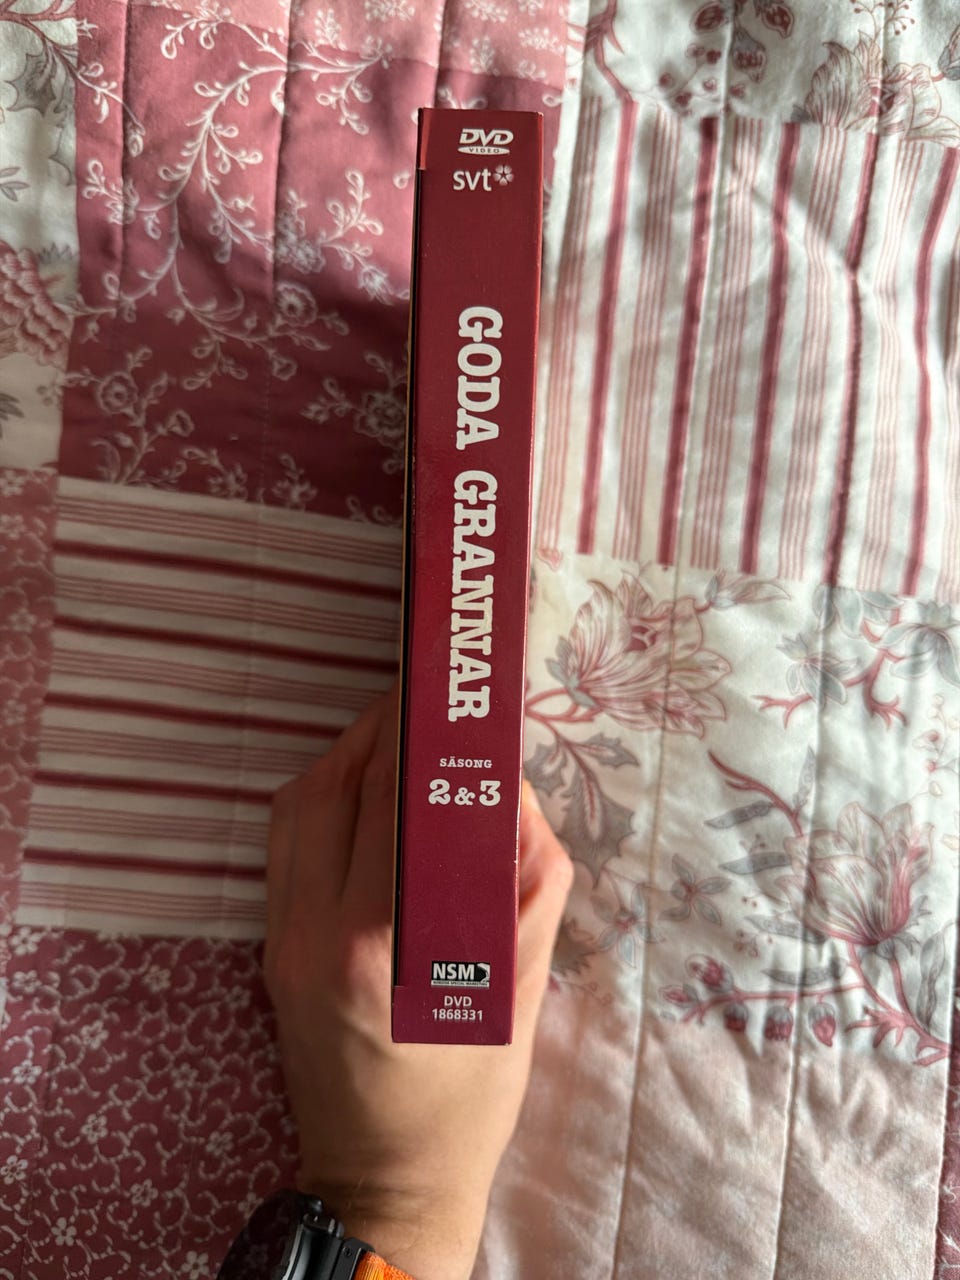 DVD
VIDEO
svt
GODA GRANNAR
SÄSONG
2 & 3
NSM
DVD
1868331